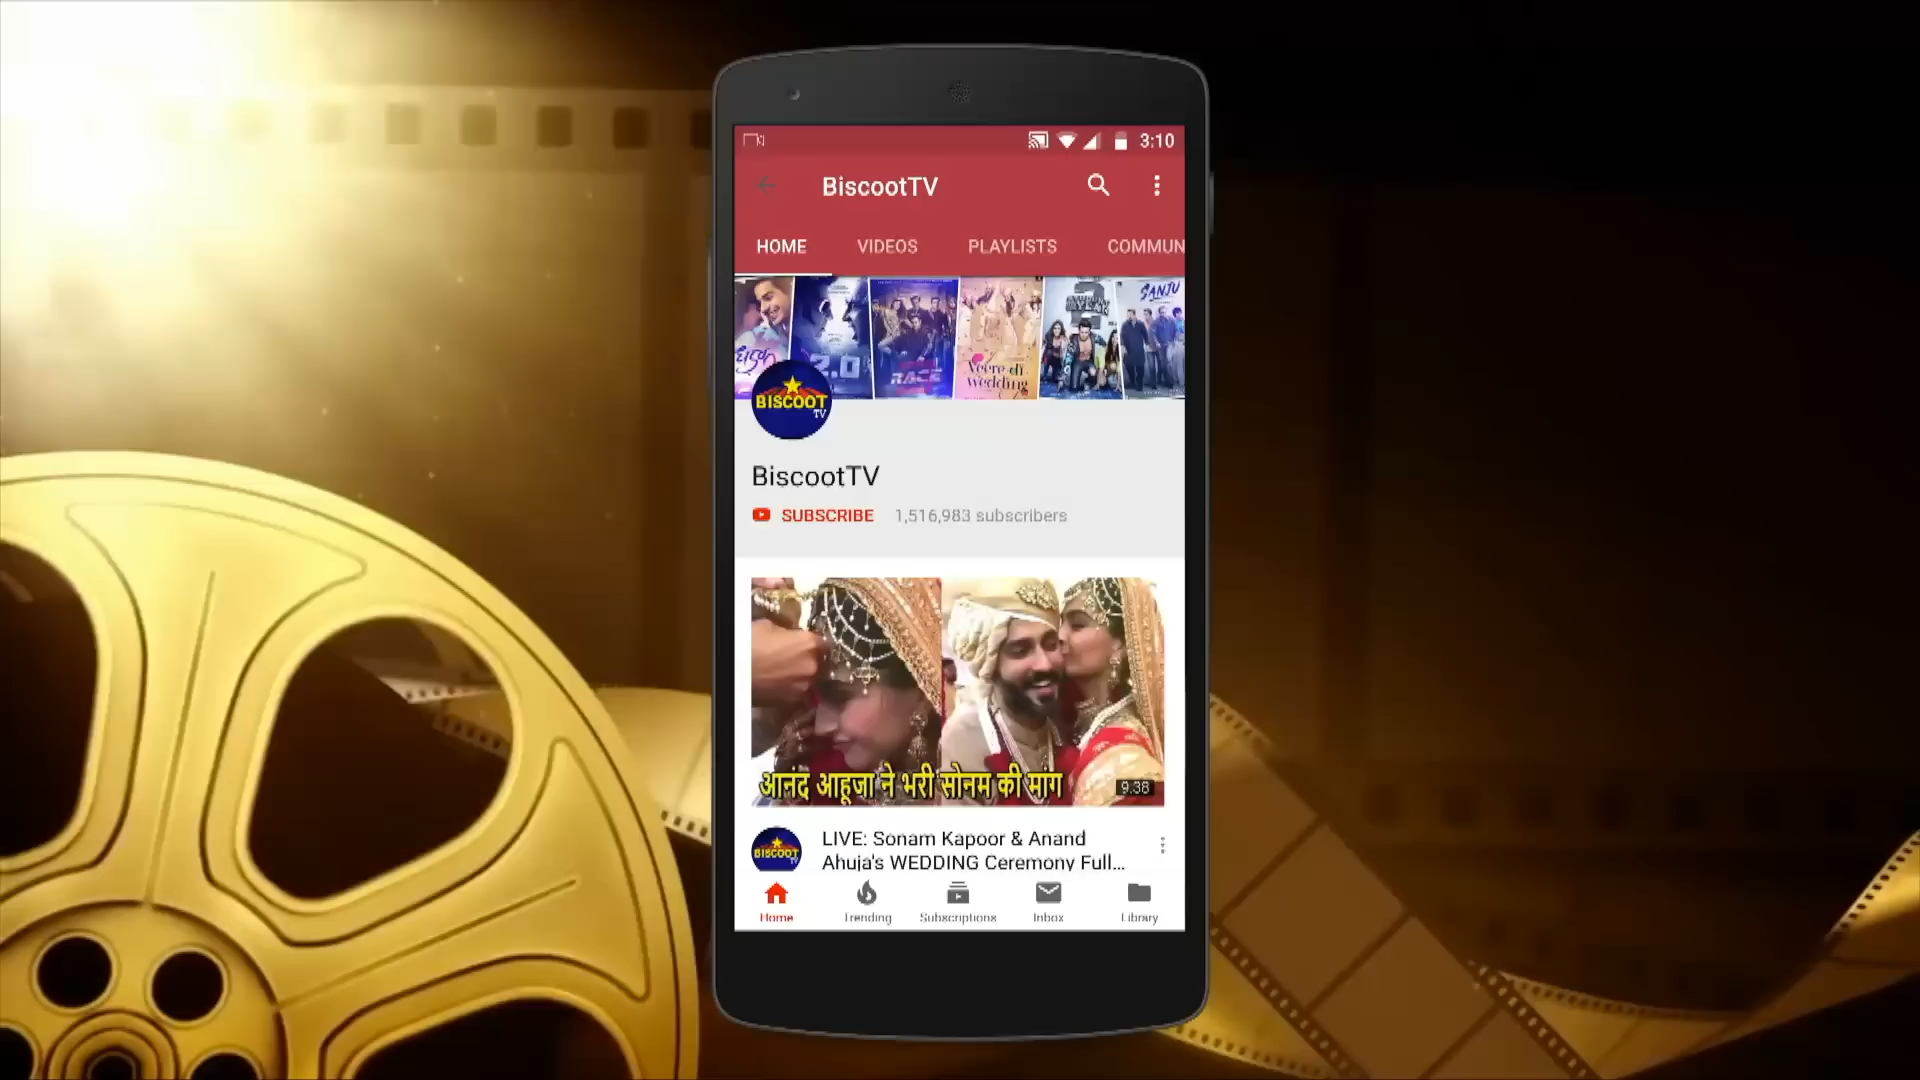 3:10
BiscootTV
HOME VIDEOS PLAYLISTS COMMUN
2.0
RACE
Veere di wedding
2
SANJU
BISCOOT TV
BiscootTV
SUBSCRIBE 1,516,983 subscribers
आनंद आहूजा ने भरी सोनम की मांग
9:38
BISCOOT TV
LIVE: Sonam Kapoor & Anand
Ahuja's WEDDING Ceremony Full...
Home Trending Subscriptions Inbox Library